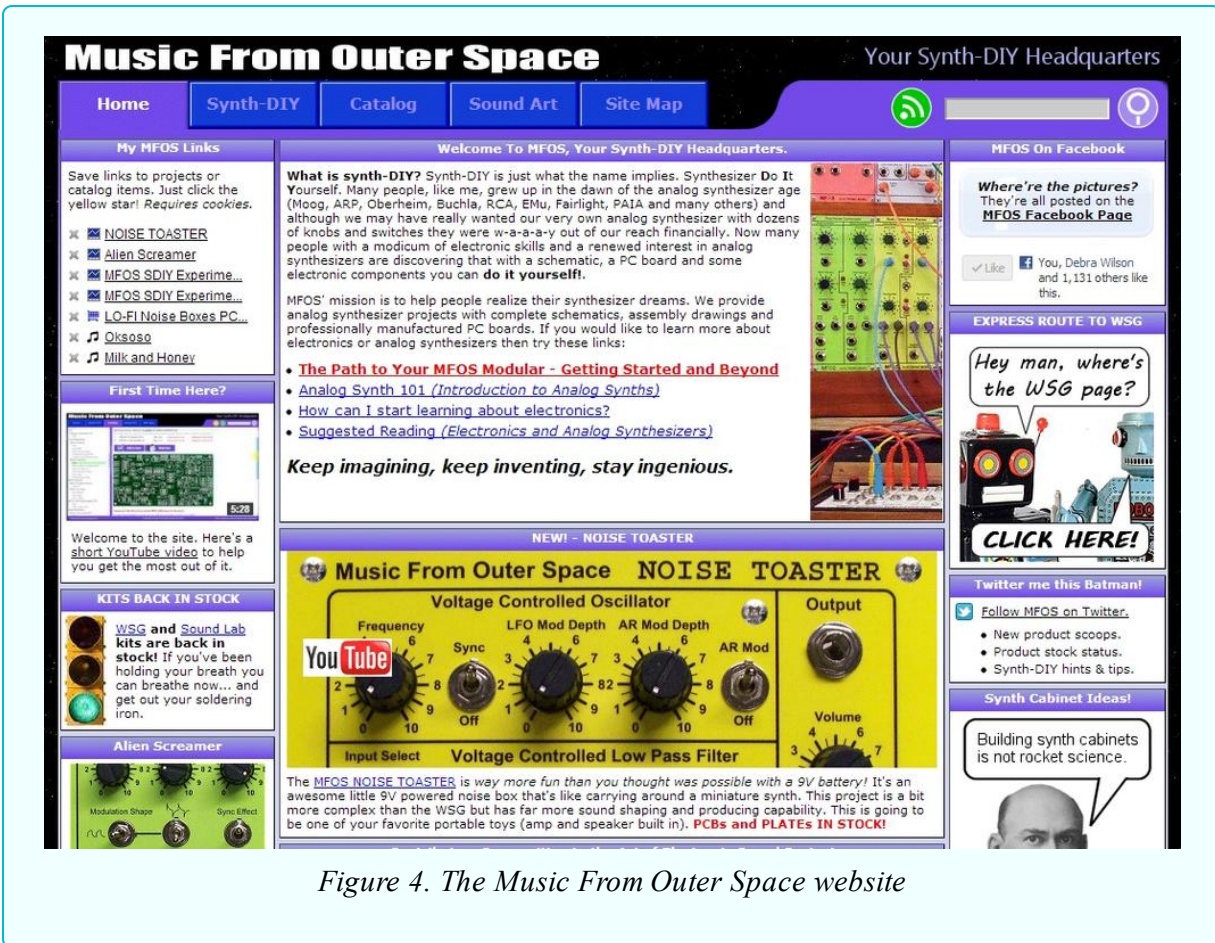 Music From Outer Space
Your Synth-DIY Headquarters
Home
Synth-DIY
Catalog
Sound Art
Site Map
My MFOS Links
Save links to projects or
catalog items. Just click the
yellow star! Requires cookies.
NOISE TOASTER
Alien Screamer
MFOS SDIY Experime...
MFOS SDIY Experime...
LO-FI Noise Boxes PC...
Oksoso
Milk and Honey
First Time Here?
5:28
Welcome to the site. Here's a
short YouTube video to help
you get the most out of it.
KITS BACK IN STOCK
WSG and Sound Lab
kits are back in
stock! If you've been
holding your breath you
can breathe now... and
get out your soldering
iron.
Alien Screamer
Modulation Shape
Sync Effect
Welcome To MFOS, Your Synth-DIY Headquarters.
What is synth-DIY? Synth-DIY is just what the name implies. Synthesizer Do It
Yourself. Many people, like me, grew up in the dawn of the analog synthesizer age
(Moog, ARP, Oberheim, Buchla, RCA, EMu, Fairlight, PAIA and many others) and
although we may have really wanted our very own analog synthesizer with dozens
of knobs and switches they were w-a-a-a-y out of our reach financially. Now many
people with a modicum of electronic skills and a renewed interest in analog
synthesizers are discovering that with a schematic, a PC board and some
electronic components you can do it yourself!.
MFOS' mission is to help people realize their synthesizer dreams. We provide
analog synthesizer projects with complete schematics, assembly drawings and
professionally manufactured PC boards. If you would like to learn more about
electronics or analog synthesizers then try these links:
• The Path to Your MFOS Modular - Getting Started and Beyond
• Analog Synth 101 (Introduction to Analog Synths)
• How can I start learning about electronics?
• Suggested Reading (Electronics and Analog Synthesizers)
Keep imagining, keep inventing, stay ingenious.
NEW! - NOISE TOASTER
Music From Outer Space NOISE TOASTER
Voltage Controlled Oscillator
Output
Frequency
LFO Mod Depth
AR Mod Depth
Sync
AR Mod
YouTube
Off
Off
Volume
Input Select
Voltage Controlled Low Pass Filter
The MFOS NOISE TOASTER is way more fun than you thought was possible with a 9V battery! It's an
awesome little 9V powered noise box that's like carrying around a miniature synth. This project is a bit
more complex than the WSG but has far more sound shaping and producing capability. This is going to
be one of your favorite portable toys (amp and speaker built in). PCBs and PLATEs IN STOCK!
MFOS On Facebook
Where're the pictures?
They're all posted on the
MFOS Facebook Page
Like
You, Debra Wilson
and 1,131 others like
this.
EXPRESS ROUTE TO WSG
Hey man, where's
the WSG page?
CLICK HERE!
Twitter me this Batman!
Follow MFOS on Twitter.
• New product scoops.
• Product stock status.
• Synth-DIY hints & tips.
Synth Cabinet Ideas!
Building synth cabinets
is not rocket science.
Figure 4. The Music From Outer Space website